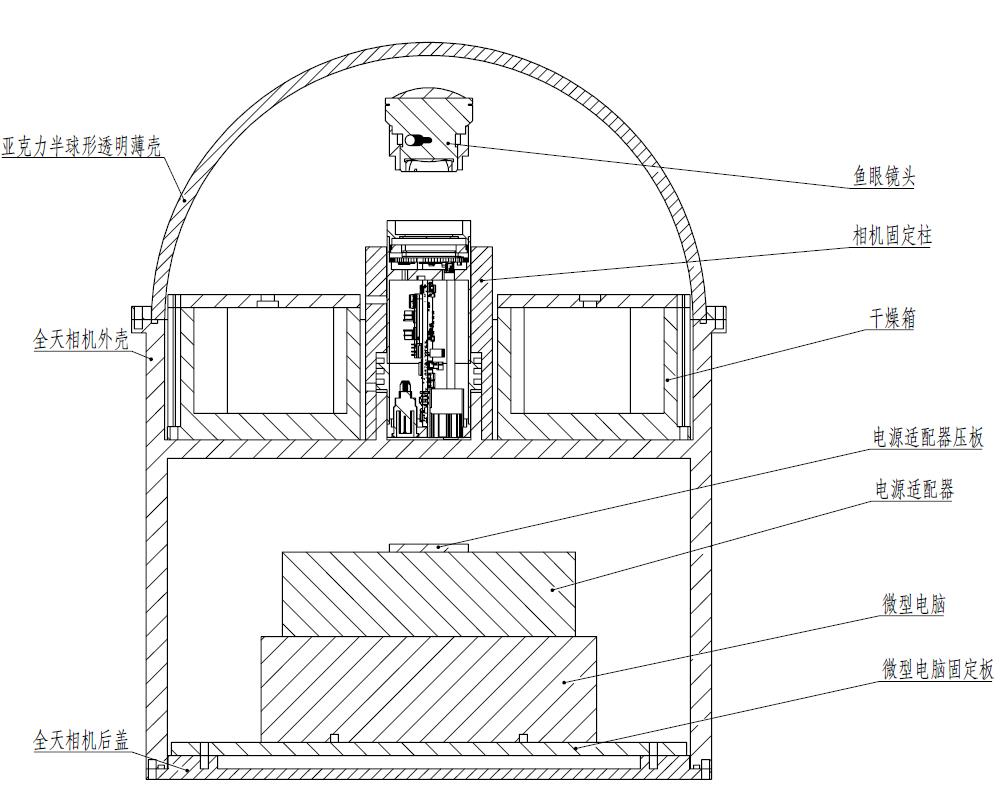 亚克力半球形透明薄壳
鱼眼镜头
相机固定柱
干燥箱
全天相机外壳
电源适配器压板
电源适配器
微型电脑
微型电脑固定板
全天相机后盖